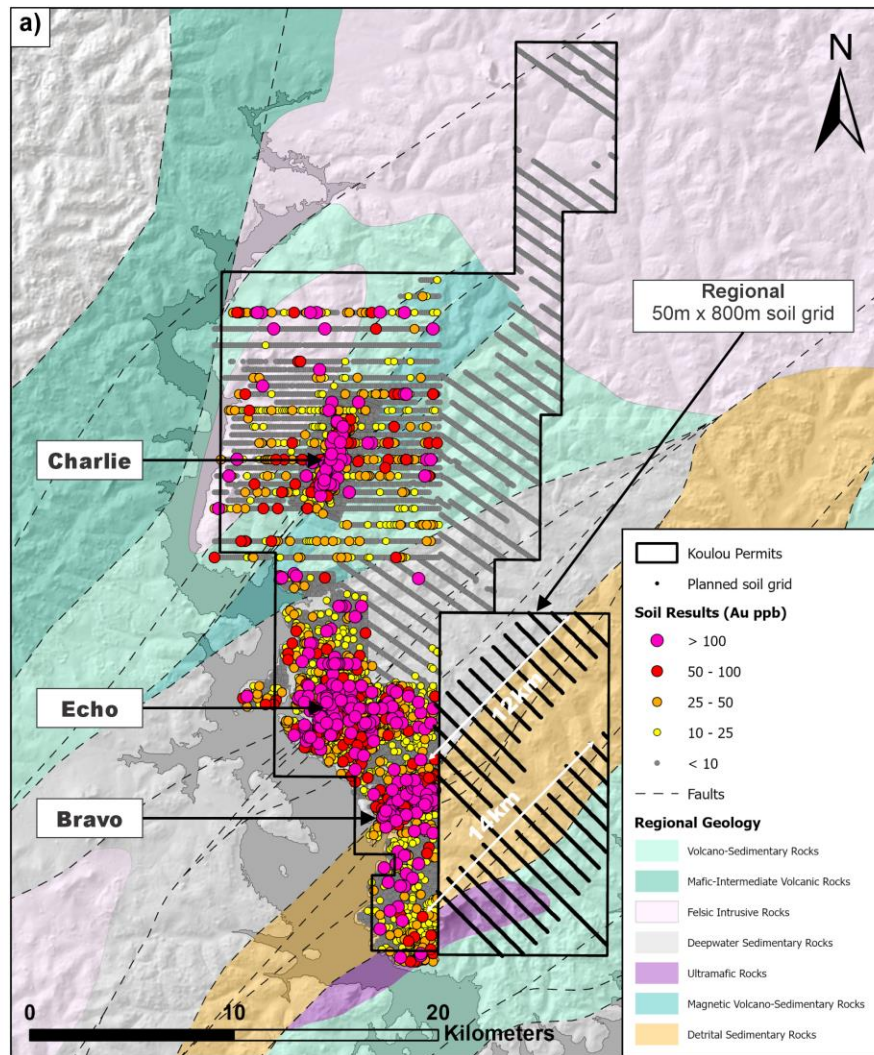 a)
N
Regional
50m x 800m soil grid
Charlie
Echo
Bravo
12km
14km
Koulou Permits
Planned soil grid
Soil Results (Au ppb)
> 100
50 - 100
25 - 50
10 - 25
< 10
Faults
Regional Geology
Volcano-Sedimentary Rocks
Mafic-Intermediate Volcanic Rocks
Felsic Intrusive Rocks
Deepwater Sedimentary Rocks
Ultramafic Rocks
Magnetic Volcano-Sedimentary Rocks
Detrital Sedimentary Rocks
0 10 20
Kilometers